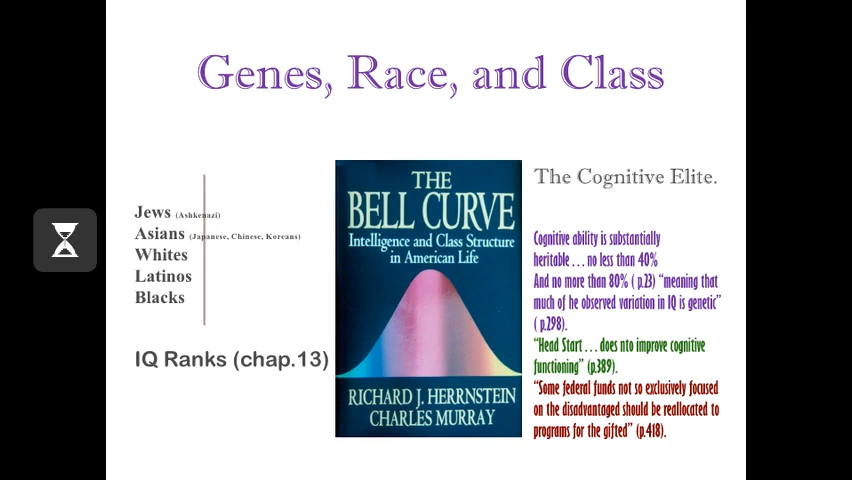 Genes, Race, and Class
Jews (Ashkenazi)
Asians (Japanese, Chinese, Koreans)
Whites
Latinos
Blacks
IQ Ranks (chap.13)
THE
BELL CURVE
Intelligence and Class Structure
in American Life
RICHARD J. HERRNSTEIN
CHARLES MURRAY
The Cognitive Elite.
Cognitive ability is substantially
heritable ... no less than 40%
And no more than 80% ( p.23) “meaning that
much of he observed variation in IQ is genetic”
( p.298).
“Head Start ... does nto improve cognitive
functioning” (p.389).
“Some federal funds not so exclusively focused
on the disadvantaged should be reallocated to
programs for the gifted” (p.418).